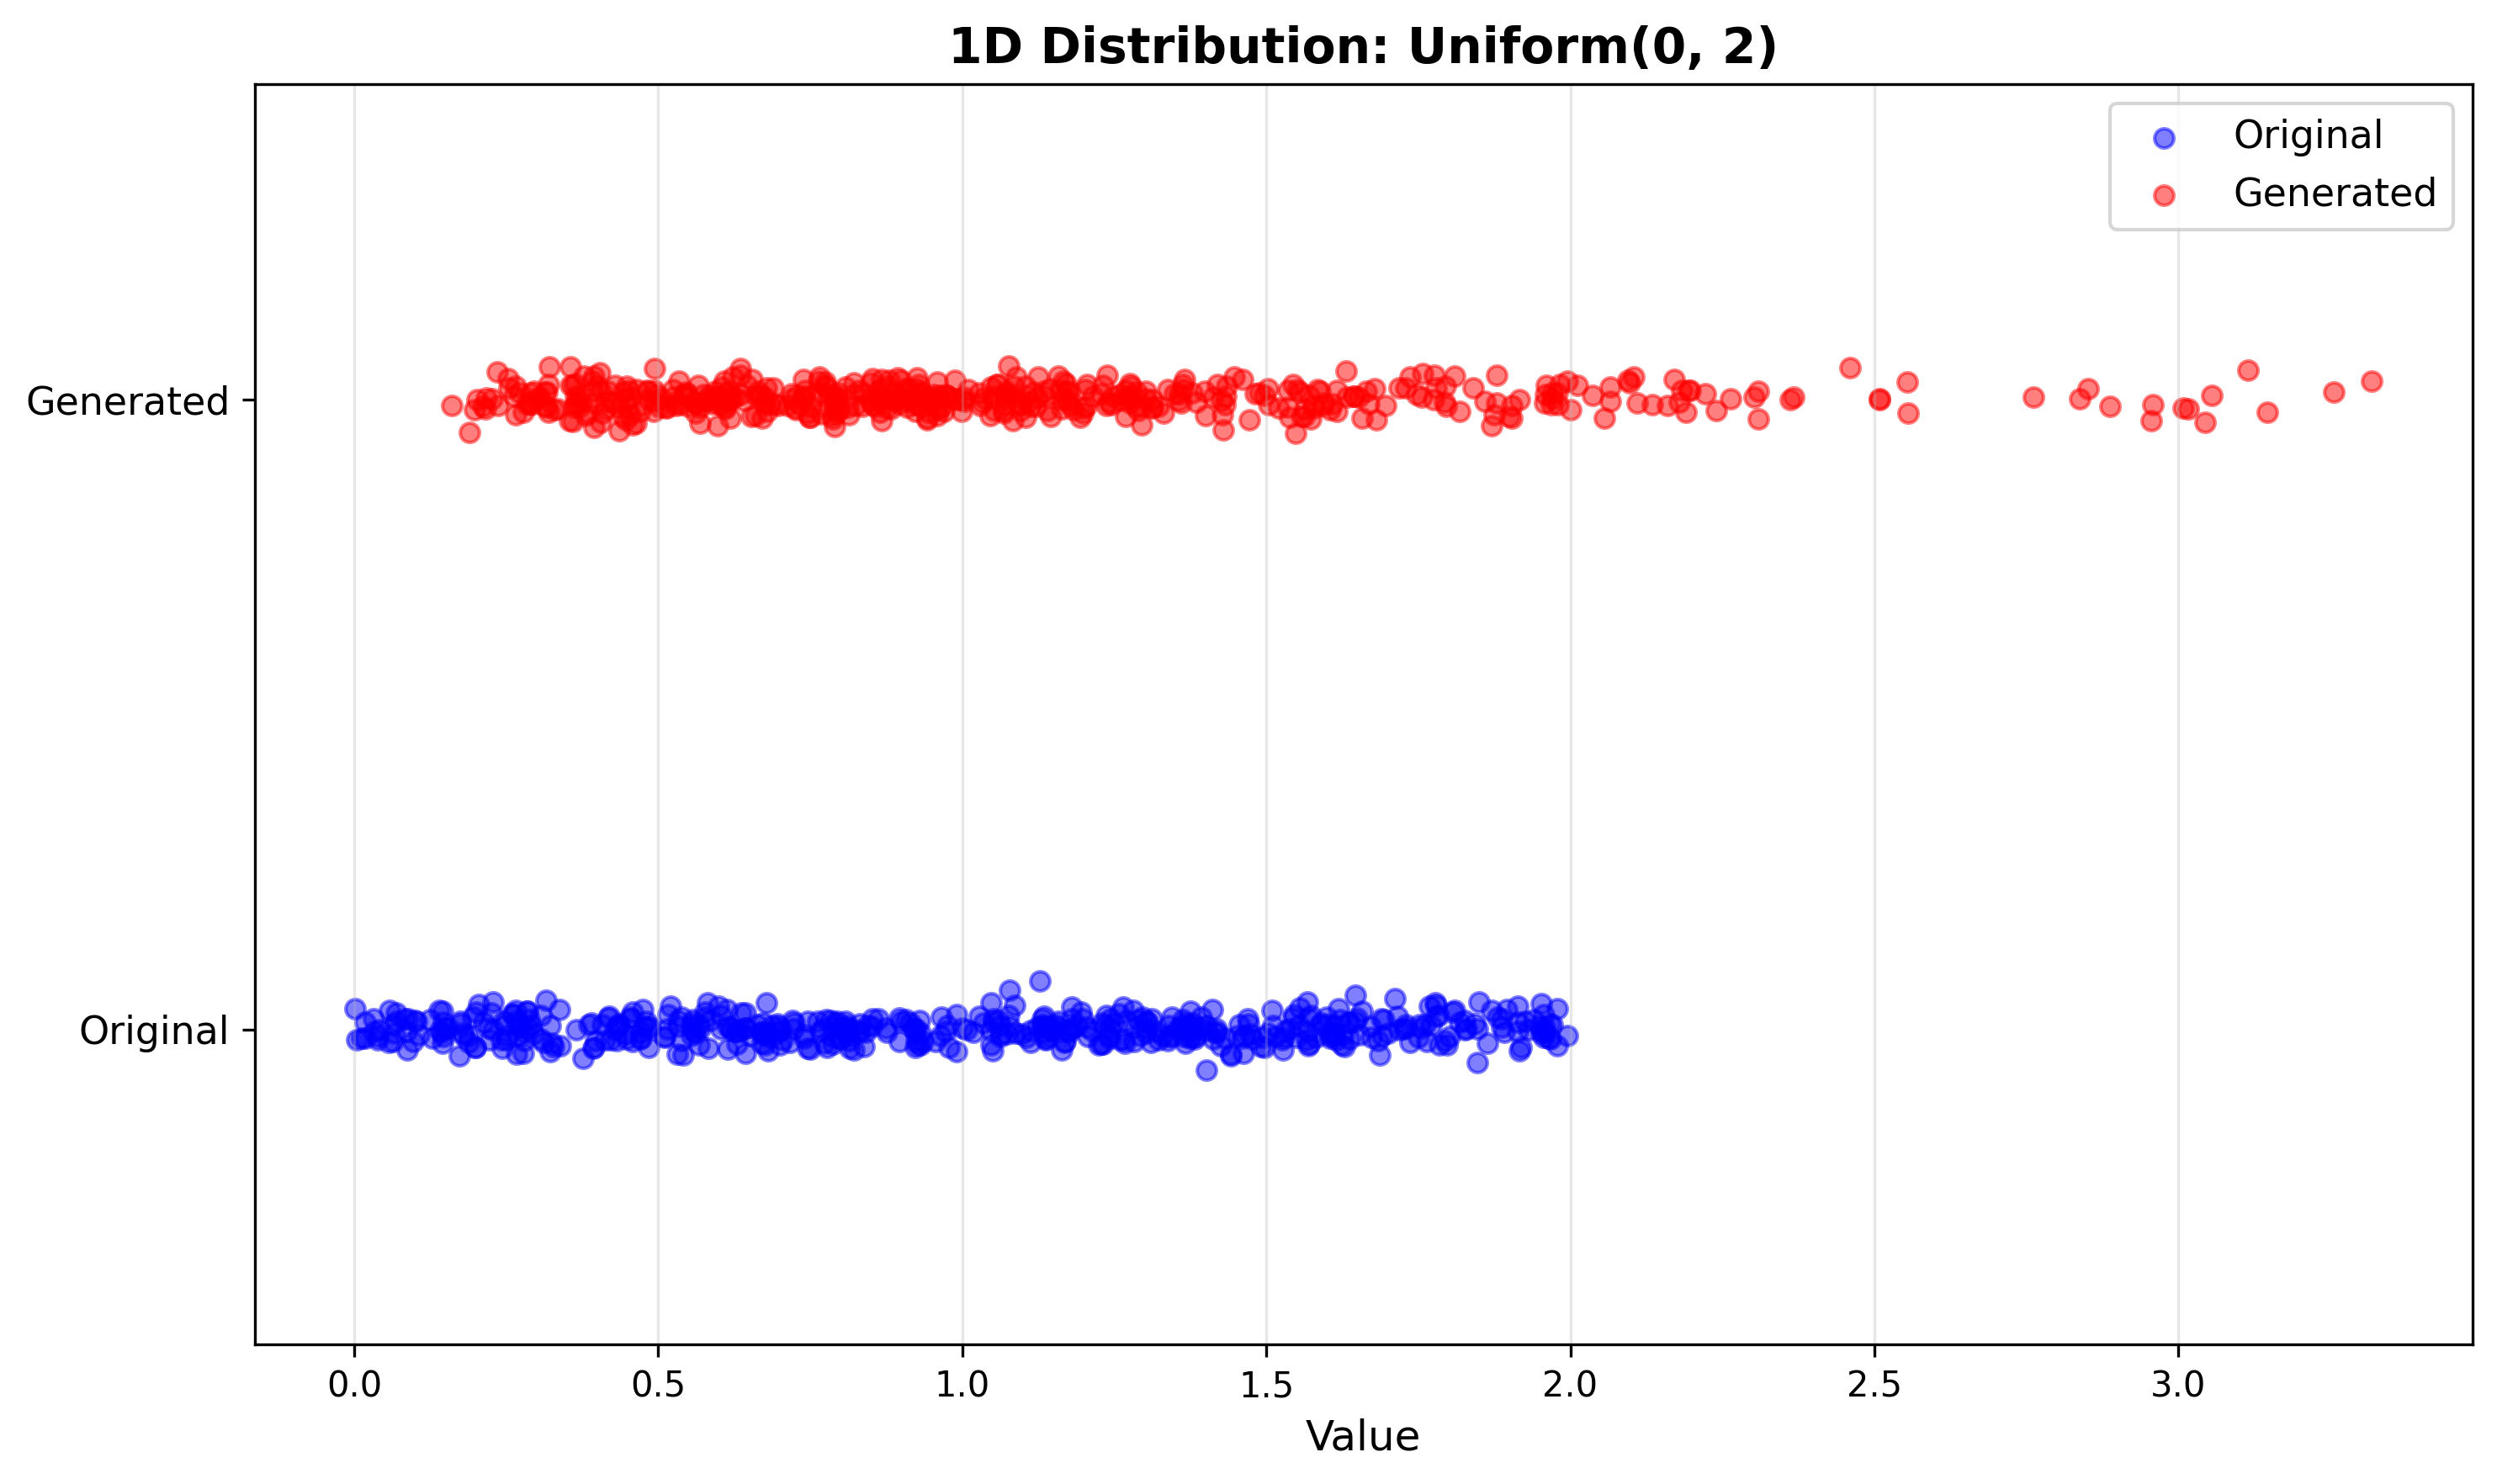 1D Distribution: Uniform(0, 2)
Original
Generated
Generated
Original
0.0 0.5 1.0 1.5 2.0 2.5 3.0
Value